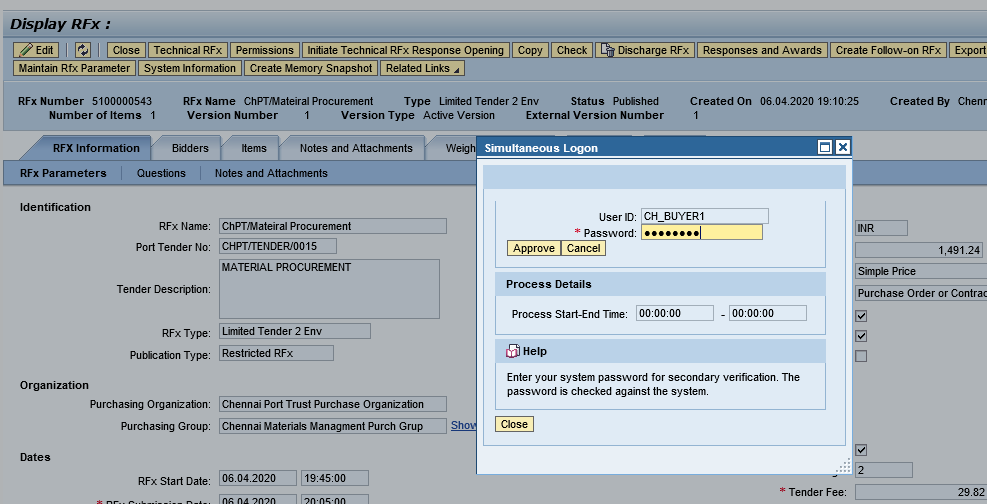 Display RFx :
Edit Close Technical RFx Permissions Initiate Technical RFx Response Opening Copy Check Discharge RFx Responses and Awards Create Follow-on RFx Export
Maintain Rfx Parameter System Information Create Memory Snapshot Related Links
RFx Number 5100000543 RFx Name ChPT/Mateiral Procurement Type Limited Tender 2 Env Status Published Created On 06.04.2020 19:10:25 Created By Chenn
Number of Items 1 Version Number 1 Version Type Active Version External Version Number 1
RFX Information Bidders Items Notes and Attachments Weigh
RFx Parameters Questions Notes and Attachments
Identification
RFx Name: ChPT/Mateiral Procurement
Port Tender No: CHPT/TENDER/0015
Tender Description: MATERIAL PROCUREMENT
RFx Type: Limited Tender 2 Env
Publication Type: Restricted RFx
Organization
Purchasing Organization: Chennai Port Trust Purchase Organization
Purchasing Group: Chennai Materials Managment Purch Grup Show
Dates
RFx Start Date: 06.04.2020 19:45:00
* RFx Submission Date: 06.04.2020 20:05:00
Simultaneous Logon
User ID: CH_BUYER1
* Password: ●●●●●●●●
Approve Cancel
Process Details
Process Start-End Time: 00:00:00 - 00:00:00
Help
Enter your system password for secondary verification. The
password is checked against the system.
Close
INR
1,491.24
Simple Price
Purchase Order or Contrac
2
* Tender Fee: 29.82